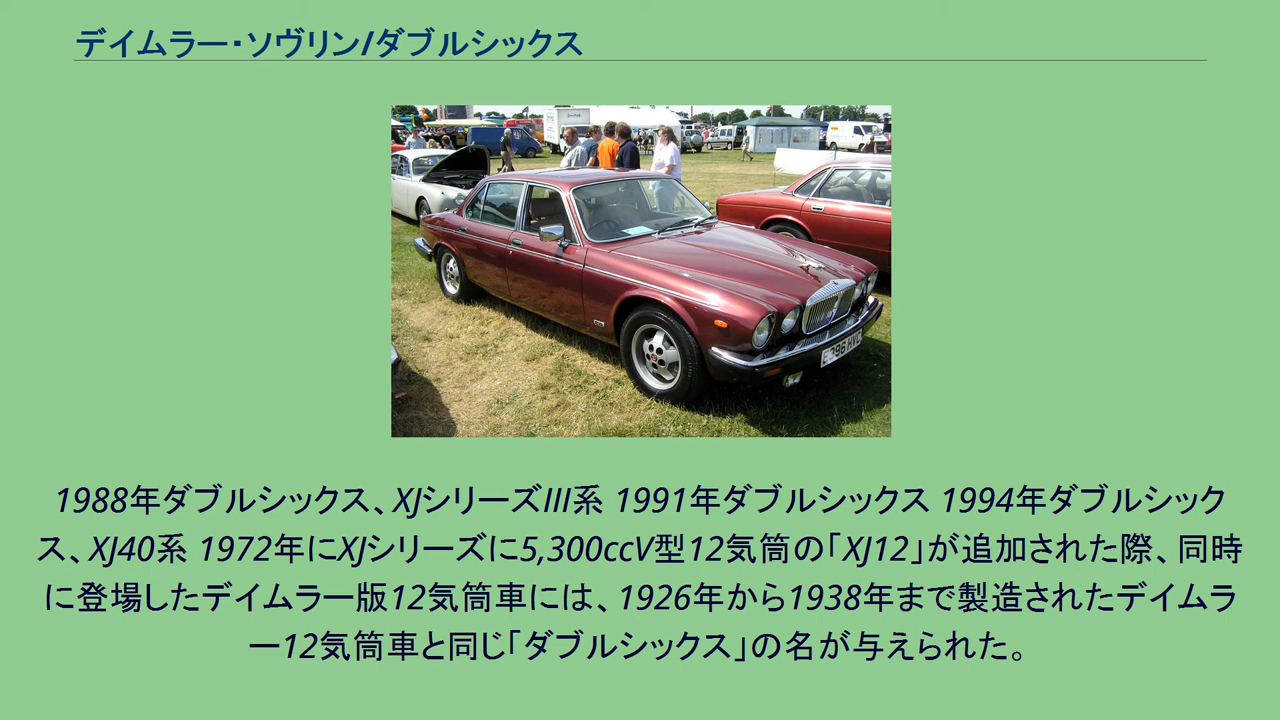 デイムラー・ソヴリン/ダブルシックス
1988年ダブルシックス、XJシリーズIII系 1991年ダブルシックス 1994年ダブルシック
ス、XJ40系 1972年にXJシリーズに5,300ccV型12気筒の「XJ12」が追加された際、同時
に登場したデイムラー版12気筒車には、1926年から1938年まで製造されたデイムラ
ー12気筒車と同じ「ダブルシックス」の名が与えられた。